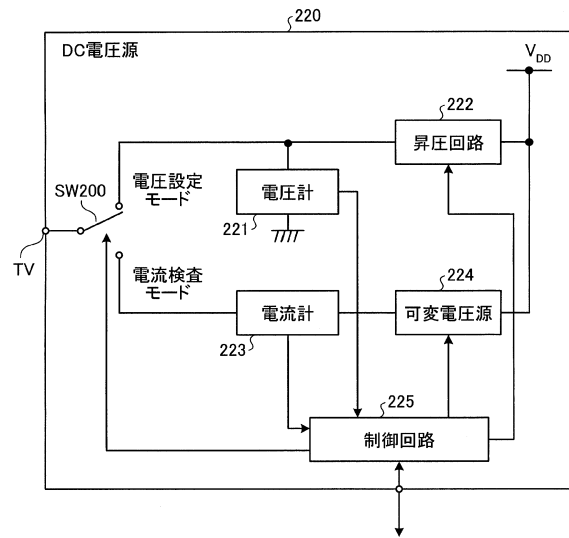 220
DC電圧源
VDD
222
昇圧回路
電圧設定
モード
SW200
電圧計
221
TV
電流検査
モード
224
電流計
可変電圧源
223
225
制御回路